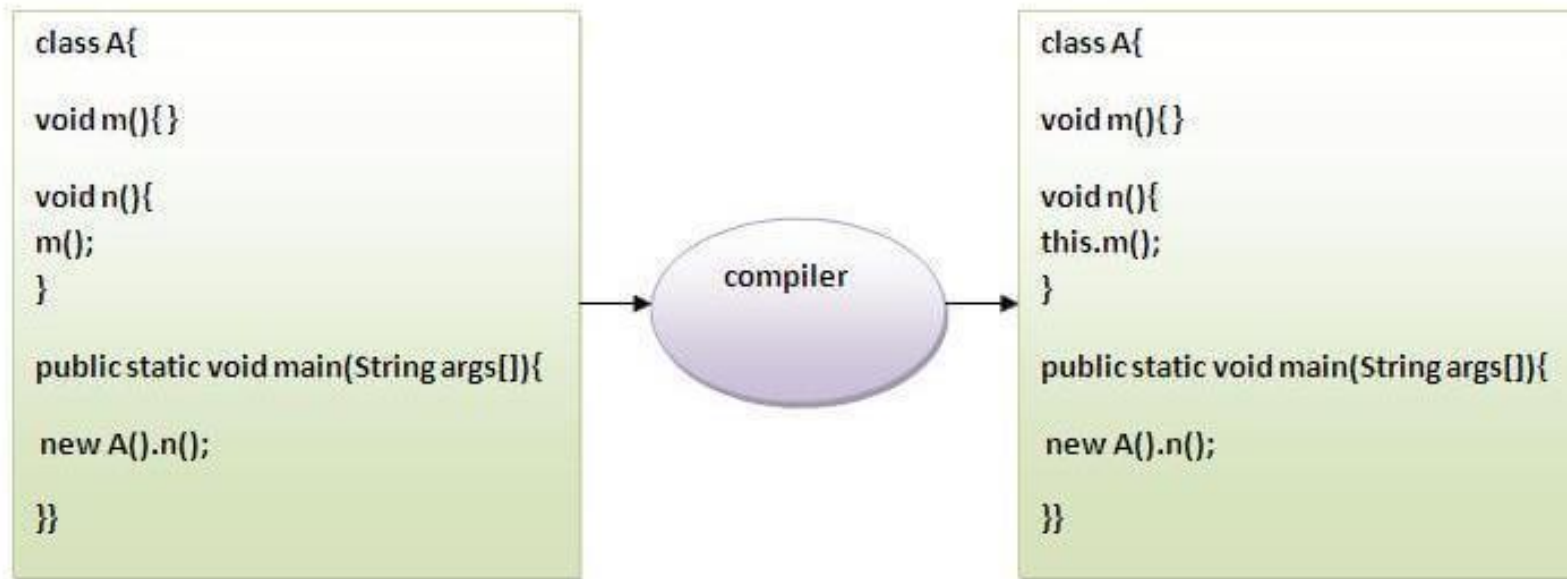 class A{
void m(){ }
void n(){
m();
}
public static void main(String args[]){
new A().n();
}}
compiler
class A{
void m(){ }
void n(){
this.m();
}
public static void main(String args[]){
new A().n();
}}